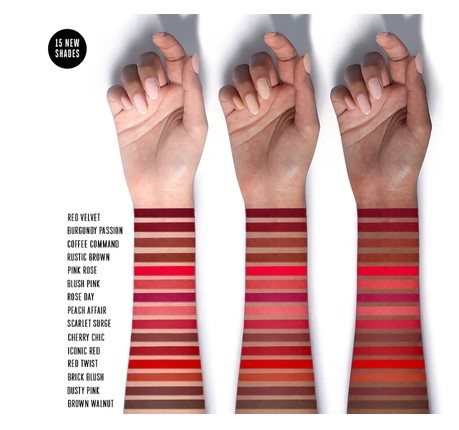 15 NEW
SHADES
RED VELVET
BURGUNDY PASSION
COFFEE COMMAND
RUSTIC BROWN
PINK ROSE
BLUSH PINK
ROSE DAY
PEACH AFFAIR
SCARLET SURGE
CHERRY CHIC
ICONIC RED
RED TWIST
BRICK BLUSH
DUSTY PINK
BROWN WALNUT